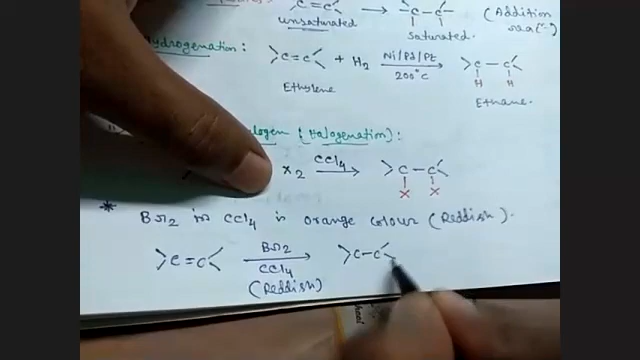 C=C → -C-C- (Addition
unsaturated saturated. reac(~)
Hydrogenation: C=C + H2 Ni/Pd/Pt 200°C C-C
H H
Ethylene Ethane.
(Halogenation):
X2 CCl4 → C-C
X X
* Br2 in CCl4 is orange colour (Reddish).
C=C Br2 → C-C
CCl4
(Reddish)